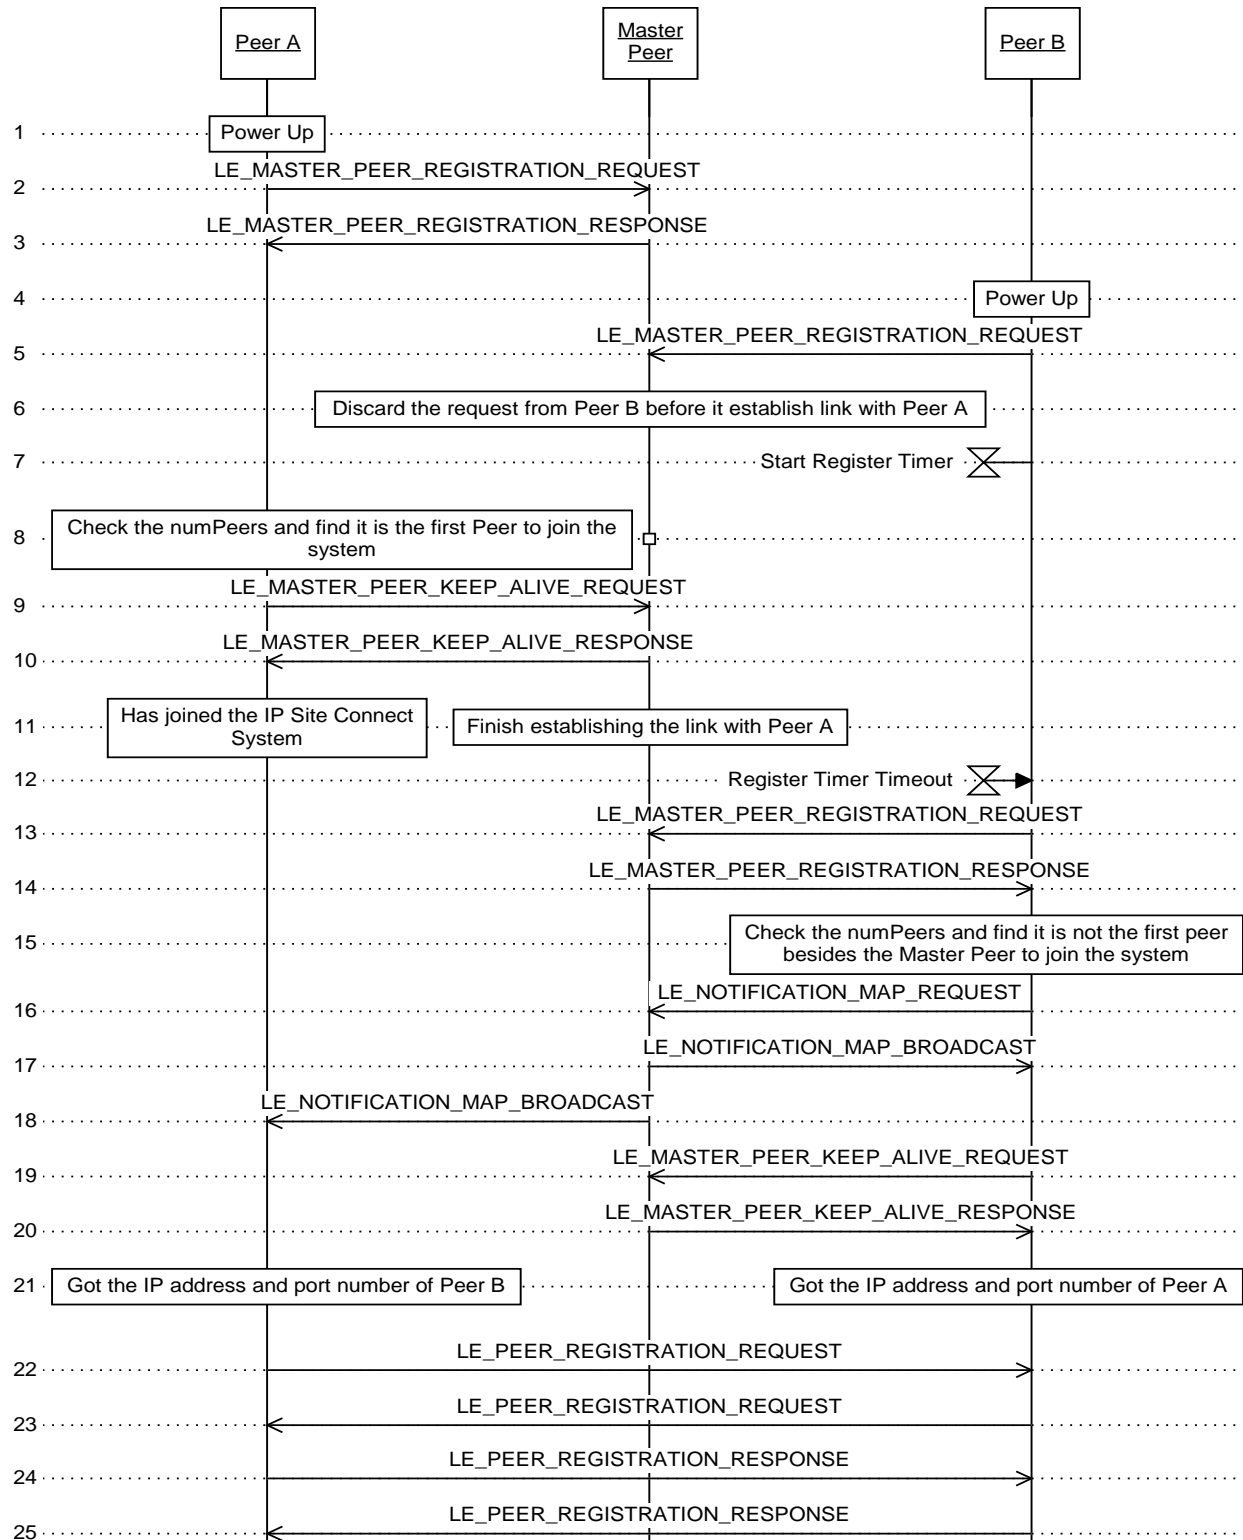 Peer A
Master
Peer
Peer B
1
Power Up
LE_MASTER_PEER_REGISTRATION_REQUEST
2
LE_MASTER_PEER_REGISTRATION_RESPONSE
3
4
Power Up
LE_MASTER_PEER_REGISTRATION_REQUEST
5
6
Discard the request from Peer B before it establish link with Peer A
7
Start Register Timer
8
Check the numPeers and find it is the first Peer to join the
system
LE_MASTER_PEER_KEEP_ALIVE_REQUEST
9
LE_MASTER_PEER_KEEP_ALIVE_RESPONSE
10
11
Has joined the IP Site Connect
System
Finish establishing the link with Peer A
12
Register Timer Timeout
LE_MASTER_PEER_REGISTRATION_REQUEST
13
LE_MASTER_PEER_REGISTRATION_RESPONSE
14
15
Check the numPeers and find it is not the first peer
besides the Master Peer to join the system
LE_NOTIFICATION_MAP_REQUEST
16
LE_NOTIFICATION_MAP_BROADCAST
17
LE_NOTIFICATION_MAP_BROADCAST
18
LE_MASTER_PEER_KEEP_ALIVE_REQUEST
19
LE_MASTER_PEER_KEEP_ALIVE_RESPONSE
20
21
Got the IP address and port number of Peer B
Got the IP address and port number of Peer A
LE_PEER_REGISTRATION_REQUEST
22
LE_PEER_REGISTRATION_REQUEST
23
LE_PEER_REGISTRATION_RESPONSE
24
LE_PEER_REGISTRATION_RESPONSE
25